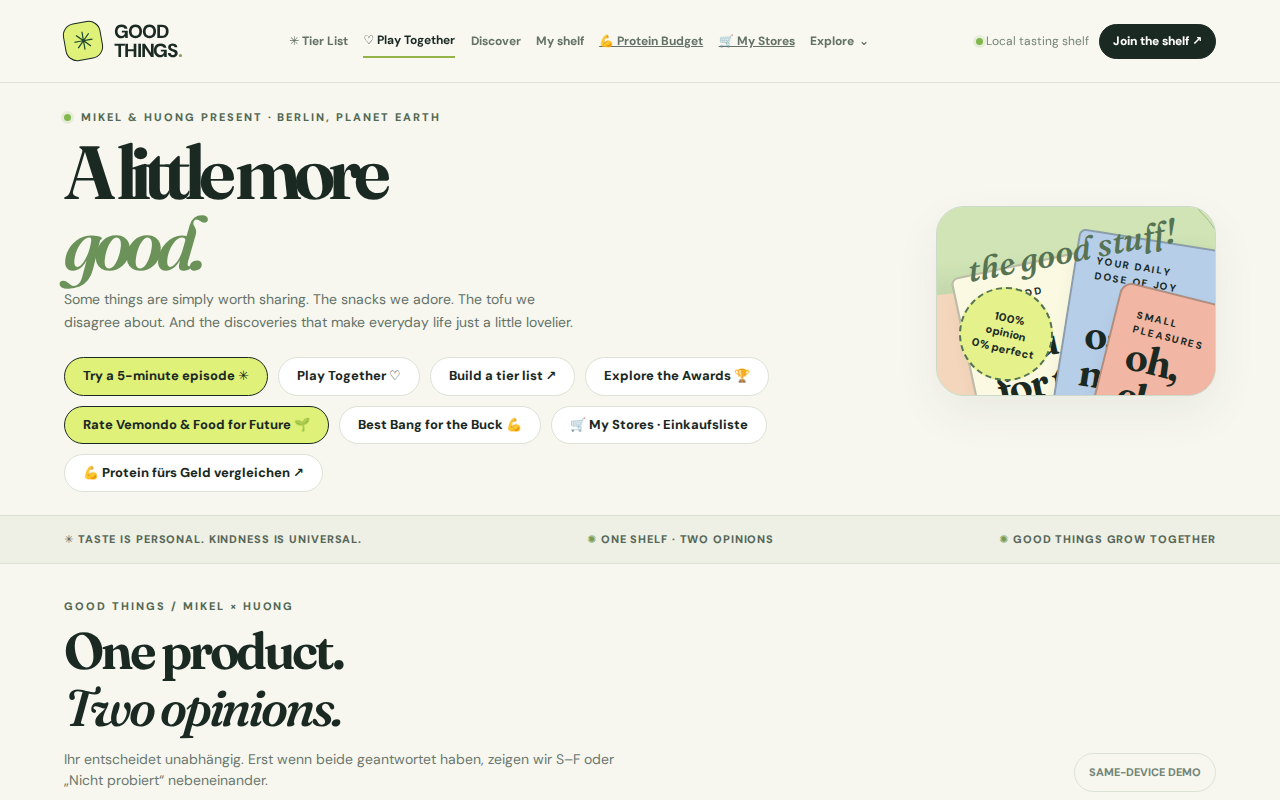 GOOD
THINGS.
✳ Tier List
♡ Play Together
Discover
My shelf
💪 Protein Budget
🛒 My Stores
Explore ⌄
Local tasting shelf
Join the shelf ↗
MIKEL & HUONG PRESENT · BERLIN, PLANET EARTH
A little more
good.
Some things are simply worth sharing. The snacks we adore. The tofu we
disagree about. And the discoveries that make everyday life just a little lovelier.
Try a 5-minute episode ✳
Play Together ♡
Build a tier list ↗
Explore the Awards 🏆
Rate Vemondo & Food for Future 🌱
Best Bang for the Buck 💪
🛒 My Stores · Einkaufsliste
💪 Protein fürs Geld vergleichen ↗
the good stuff!
YOUR DAILY
DOSE OF JOY
100%
opinion
0% perfect
for
SMALL
PLEASURES
oh,
✳ TASTE IS PERSONAL. KINDNESS IS UNIVERSAL.
✺ ONE SHELF · TWO OPINIONS
✺ GOOD THINGS GROW TOGETHER
GOOD THINGS / MIKEL × HUONG
One product.
Two opinions.
Ihr entscheidet unabhängig. Erst wenn beide geantwortet haben, zeigen wir S–F oder
„Nicht probiert“ nebeneinander.
SAME-DEVICE DEMO